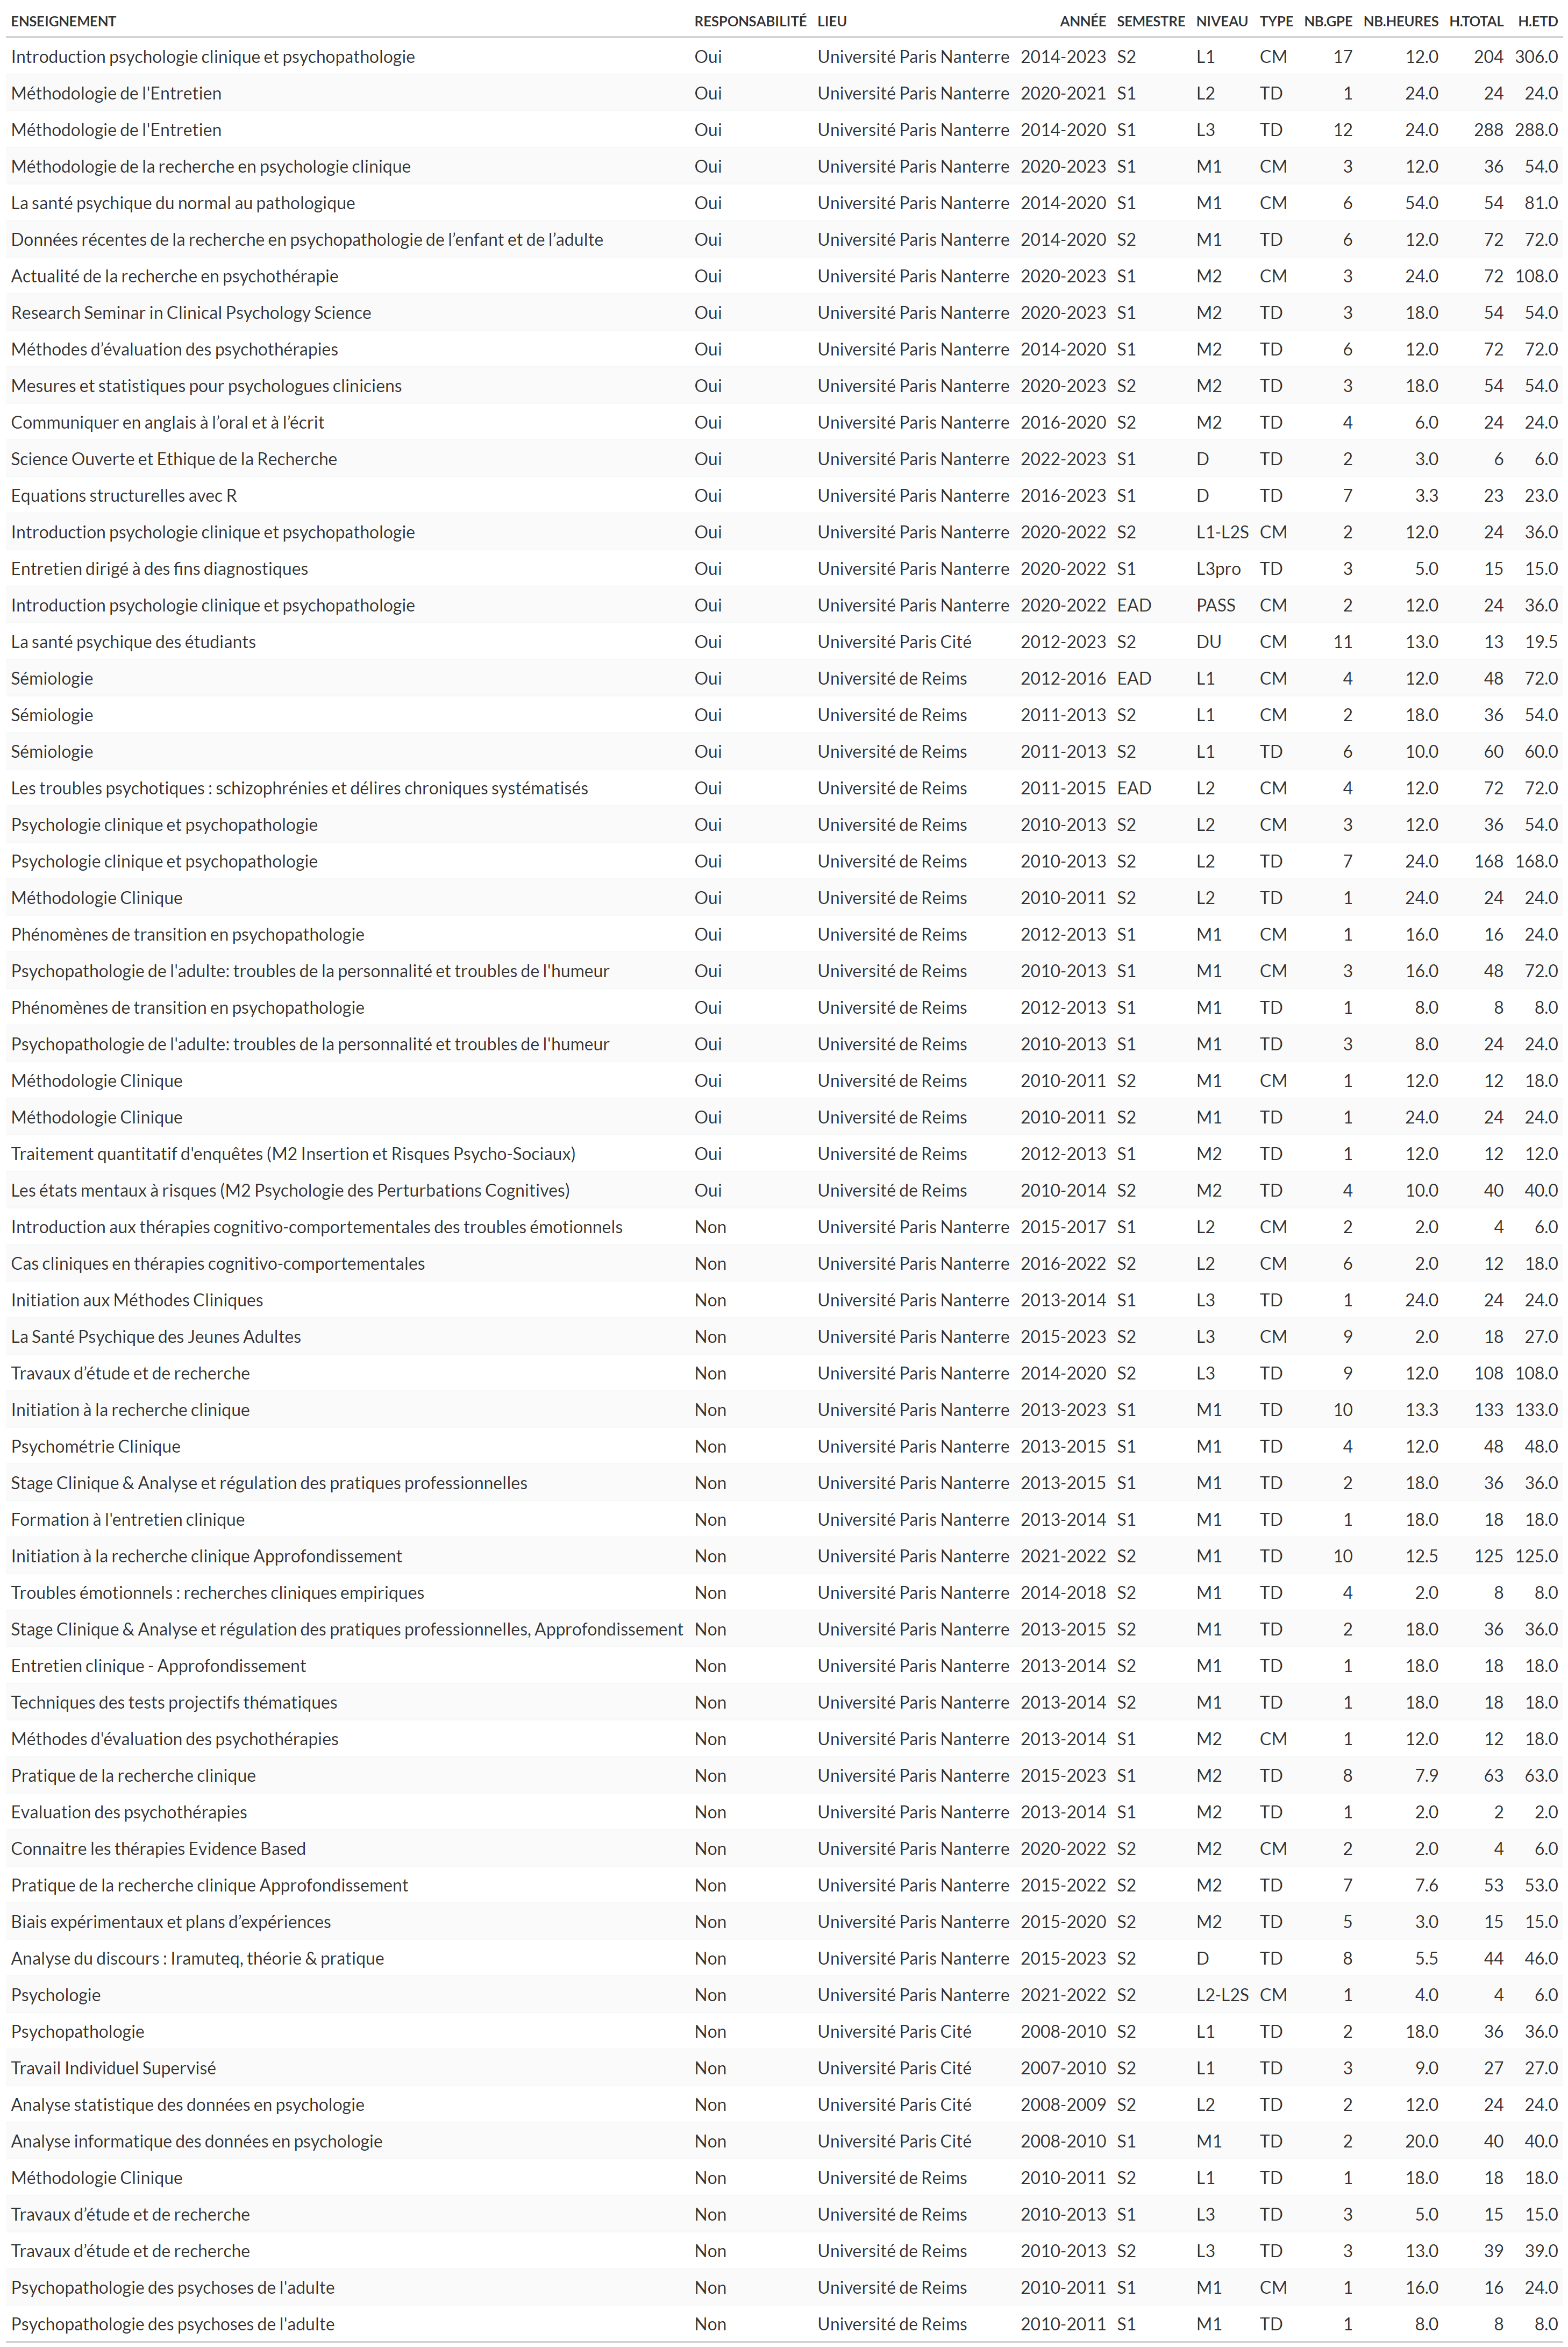 ENSEIGNEMENT RESPONSABILITÉ LIEU ANNÉE SEMESTRE NIVEAU TYPE NB.GPE NB.HEURES H.TOTAL H.ETD
Introduction psychologie clinique et psychopathologie Oui Université Paris Nanterre 2014-2023 S2 L1 CM 17 12.0 204 306.0
Méthodologie de l'Entretien Oui Université Paris Nanterre 2020-2021 S1 L2 TD 1 24.0 24 24.0
Méthodologie de l'Entretien Oui Université Paris Nanterre 2014-2020 S1 L3 TD 12 24.0 288 288.0
Méthodologie de la recherche en psychologie clinique Oui Université Paris Nanterre 2020-2023 S1 M1 CM 3 12.0 36 54.0
La santé psychique du normal au pathologique Oui Université Paris Nanterre 2014-2020 S1 M1 CM 6 54.0 54 81.0
Données récentes de la recherche en psychopathologie de l’enfant et de l’adulte Oui Université Paris Nanterre 2014-2020 S2 M1 TD 6 12.0 72 72.0
Actualité de la recherche en psychothérapie Oui Université Paris Nanterre 2020-2023 S1 M2 CM 3 24.0 72 108.0
Research Seminar in Clinical Psychology Science Oui Université Paris Nanterre 2020-2023 S1 M2 TD 3 18.0 54 54.0
Méthodes d’évaluation des psychothérapies Oui Université Paris Nanterre 2014-2020 S1 M2 TD 6 12.0 72 72.0
Mesures et statistiques pour psychologues cliniciens Oui Université Paris Nanterre 2020-2023 S2 M2 TD 3 18.0 54 54.0
Communiquer en anglais à l’oral et à l’écrit Oui Université Paris Nanterre 2016-2020 S2 M2 TD 4 6.0 24 24.0
Science Ouverte et Ethique de la Recherche Oui Université Paris Nanterre 2022-2023 S1 D TD 2 3.0 6 6.0
Equations structurelles avec R Oui Université Paris Nanterre 2016-2023 S1 D TD 7 3.3 23 23.0
Introduction psychologie clinique et psychopathologie Oui Université Paris Nanterre 2020-2022 S2 L1-L2S CM 2 12.0 24 36.0
Entretien dirigé à des fins diagnostiques Oui Université Paris Nanterre 2020-2022 S1 L3pro TD 3 5.0 15 15.0
Introduction psychologie clinique et psychopathologie Oui Université Paris Nanterre 2020-2022 EAD PASS CM 2 12.0 24 36.0
La santé psychique des étudiants Oui Université Paris Cité 2012-2023 S2 DU CM 11 13.0 13 19.5
Sémiologie Oui Université de Reims 2012-2016 EAD L1 CM 4 12.0 48 72.0
Sémiologie Oui Université de Reims 2011-2013 S2 L1 CM 2 18.0 36 54.0
Sémiologie Oui Université de Reims 2011-2013 S2 L1 TD 6 10.0 60 60.0
Les troubles psychotiques : schizophrénies et délires chroniques systématisés Oui Université de Reims 2011-2015 EAD L2 CM 4 12.0 72 72.0
Psychologie clinique et psychopathologie Oui Université de Reims 2010-2013 S2 L2 CM 3 12.0 36 54.0
Psychologie clinique et psychopathologie Oui Université de Reims 2010-2013 S2 L2 TD 7 24.0 168 168.0
Méthodologie Clinique Oui Université de Reims 2010-2011 S2 L2 TD 1 24.0 24 24.0
Phénomènes de transition en psychopathologie Oui Université de Reims 2012-2013 S1 M1 CM 1 16.0 16 24.0
Psychopathologie de l'adulte: troubles de la personnalité et troubles de l'humeur Oui Université de Reims 2010-2013 S1 M1 CM 3 16.0 48 72.0
Phénomènes de transition en psychopathologie Oui Université de Reims 2012-2013 S1 M1 TD 1 8.0 8 8.0
Psychopathologie de l'adulte: troubles de la personnalité et troubles de l'humeur Oui Université de Reims 2010-2013 S1 M1 TD 3 8.0 24 24.0
Méthodologie Clinique Oui Université de Reims 2010-2011 S2 M1 CM 1 12.0 12 18.0
Méthodologie Clinique Oui Université de Reims 2010-2011 S2 M1 TD 1 24.0 24 24.0
Traitement quantitatif d'enquêtes (M2 Insertion et Risques Psycho-Sociaux) Oui Université de Reims 2012-2013 S1 M2 TD 1 12.0 12 12.0
Les états mentaux à risques (M2 Psychologie des Perturbations Cognitives) Oui Université de Reims 2010-2014 S2 M2 TD 4 10.0 40 40.0
Introduction aux thérapies cognitivo-comportementales des troubles émotionnels Non Université Paris Nanterre 2015-2017 S1 L2 CM 2 2.0 4 6.0
Cas cliniques en thérapies cognitivo-comportementales Non Université Paris Nanterre 2016-2022 S2 L2 CM 6 2.0 12 18.0
Initiation aux Méthodes Cliniques Non Université Paris Nanterre 2013-2014 S1 L3 TD 1 24.0 24 24.0
La Santé Psychique des Jeunes Adultes Non Université Paris Nanterre 2015-2023 S2 L3 CM 9 2.0 18 27.0
Travaux d’étude et de recherche Non Université Paris Nanterre 2014-2020 S2 L3 TD 9 12.0 108 108.0
Initiation à la recherche clinique Non Université Paris Nanterre 2013-2023 S1 M1 TD 10 13.3 133 133.0
Psychométrie Clinique Non Université Paris Nanterre 2013-2015 S1 M1 TD 4 12.0 48 48.0
Stage Clinique & Analyse et régulation des pratiques professionnelles Non Université Paris Nanterre 2013-2015 S1 M1 TD 2 18.0 36 36.0
Formation à l'entretien clinique Non Université Paris Nanterre 2013-2014 S1 M1 TD 1 18.0 18 18.0
Initiation à la recherche clinique Approfondissement Non Université Paris Nanterre 2021-2022 S2 M1 TD 10 12.5 125 125.0
Troubles émotionnels : recherches cliniques empiriques Non Université Paris Nanterre 2014-2018 S2 M1 TD 4 2.0 8 8.0
Stage Clinique & Analyse et régulation des pratiques professionnelles, Approfondissement Non Université Paris Nanterre 2013-2015 S2 M1 TD 2 18.0 36 36.0
Entretien clinique - Approfondissement Non Université Paris Nanterre 2013-2014 S2 M1 TD 1 18.0 18 18.0
Techniques des tests projectifs thématiques Non Université Paris Nanterre 2013-2014 S2 M1 TD 1 18.0 18 18.0
Méthodes d'évaluation des psychothérapies Non Université Paris Nanterre 2013-2014 S1 M2 CM 1 12.0 12 18.0
Pratique de la recherche clinique Non Université Paris Nanterre 2015-2023 S1 M2 TD 8 7.9 63 63.0
Evaluation des psychothérapies Non Université Paris Nanterre 2013-2014 S1 M2 TD 1 2.0 2 2.0
Connaitre les thérapies Evidence Based Non Université Paris Nanterre 2020-2022 S2 M2 CM 2 2.0 4 6.0
Pratique de la recherche clinique Approfondissement Non Université Paris Nanterre 2015-2022 S2 M2 TD 7 7.6 53 53.0
Biais expérimentaux et plans d’expériences Non Université Paris Nanterre 2015-2020 S2 M2 TD 5 3.0 15 15.0
Analyse du discours : Iramuteq, théorie & pratique Non Université Paris Nanterre 2015-2023 S2 D TD 8 5.5 44 46.0
Psychologie Non Université Paris Nanterre 2021-2022 S2 L2-L2S CM 1 4.0 4 6.0
Psychopathologie Non Université Paris Cité 2008-2010 S2 L1 TD 2 18.0 36 36.0
Travail Individuel Supervisé Non Université Paris Cité 2007-2010 S2 L1 TD 3 9.0 27 27.0
Analyse statistique des données en psychologie Non Université Paris Cité 2008-2009 S2 L2 TD 2 12.0 24 24.0
Analyse informatique des données en psychologie Non Université Paris Cité 2008-2010 S1 M1 TD 2 20.0 40 40.0
Méthodologie Clinique Non Université de Reims 2010-2011 S2 L1 TD 1 18.0 18 18.0
Travaux d’étude et de recherche Non Université de Reims 2010-2013 S1 L3 TD 3 5.0 15 15.0
Travaux d’étude et de recherche Non Université de Reims 2010-2013 S2 L3 TD 3 13.0 39 39.0
Psychopathologie des psychoses de l'adulte Non Université de Reims 2010-2011 S1 M1 CM 1 16.0 16 24.0
Psychopathologie des psychoses de l'adulte Non Université de Reims 2010-2011 S1 M1 TD 1 8.0 8 8.0